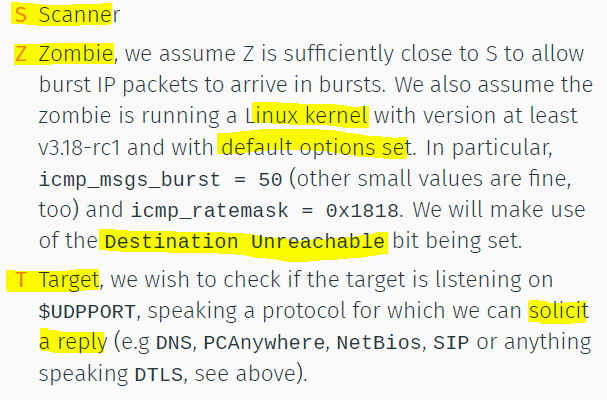 S Scanner
Z Zombie, we assume Z is sufficiently close to S to allow
burst IP packets to arrive in bursts. We also assume the
zombie is running a Linux kernel with version at least
v3.18-rc1 and with default options set. In particular,
icmp_msgs_burst = 50 (other small values are fine,
too) and icmp_ratemask = 0x1818. We will make use
of the Destination Unreachable bit being set.
T Target, we wish to check if the target is listening on
$UDPPORT, speaking a protocol for which we can solicit
a reply (e.g DNS, PCAnywhere, NetBios, SIP or anything
speaking DTLS, see above).